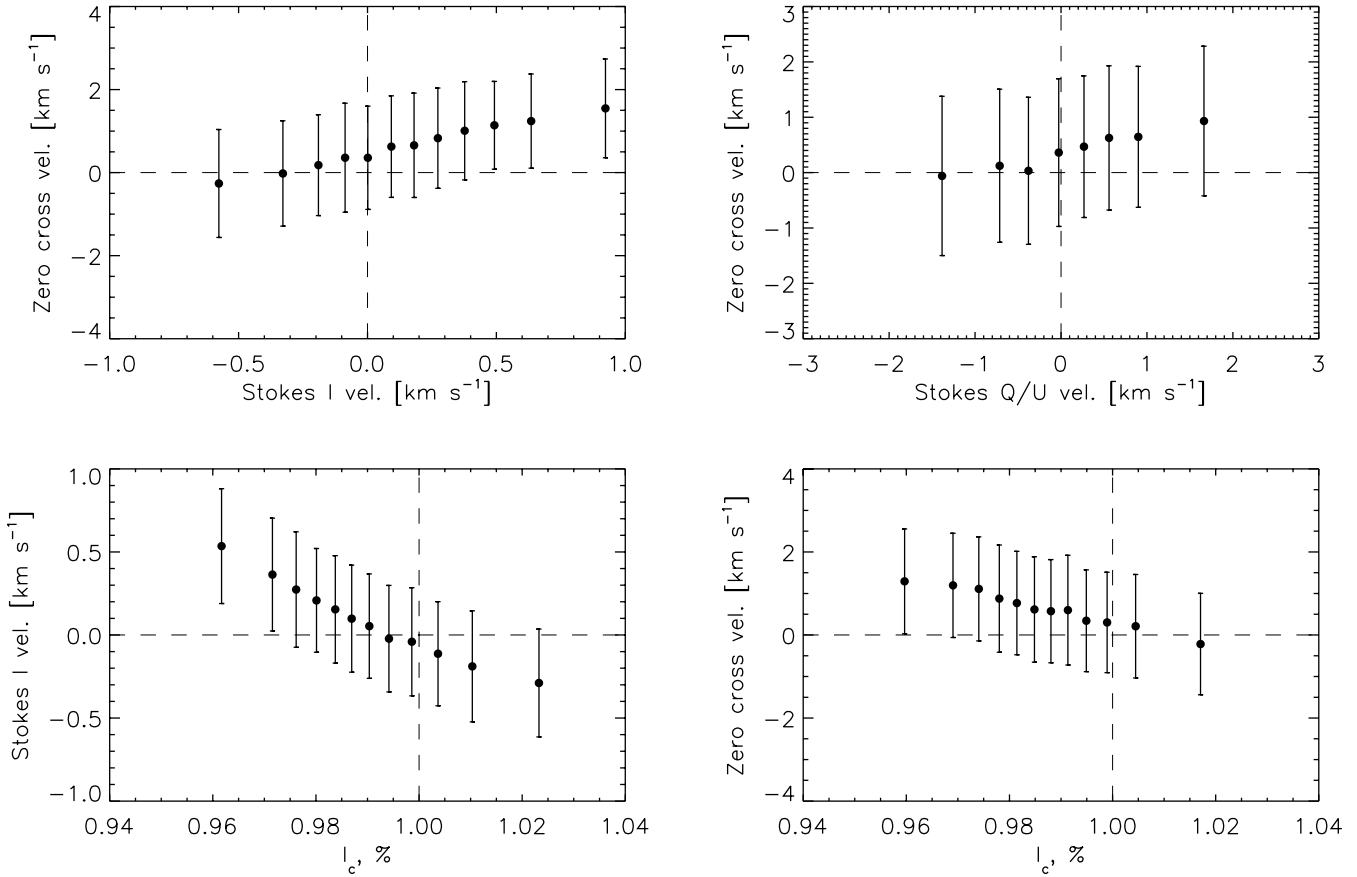 Zero cross vel. [km s⁻¹]
4
2
0
−2
−4
−1.0 −0.5 0.0 0.5 1.0
Stokes I vel. [km s⁻¹]
Zero cross vel. [km s⁻¹]
3
2
1
0
−1
−2
−3
−3 −2 −1 0 1 2 3
Stokes Q/U vel. [km s⁻¹]
Stokes I vel. [km s⁻¹]
1.0
0.5
0.0
−0.5
−1.0
0.94 0.96 0.98 1.00 1.02 1.04
I_c, %
Zero cross vel. [km s⁻¹]
4
2
0
−2
−4
0.94 0.96 0.98 1.00 1.02 1.04
I_c, %